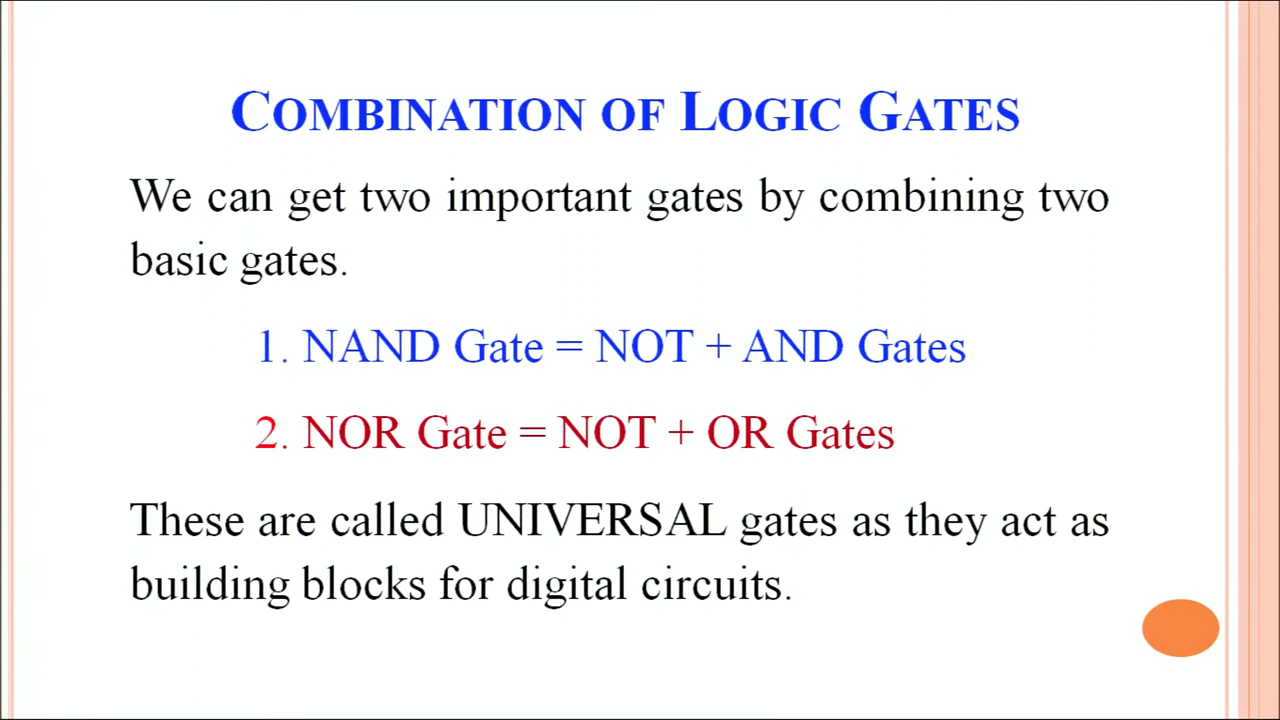 COMBINATION OF LOGIC GATES
We can get two important gates by combining two
basic gates.
1. NAND Gate = NOT + AND Gates
2. NOR Gate = NOT + OR Gates
These are called UNIVERSAL gates as they act as
building blocks for digital circuits.